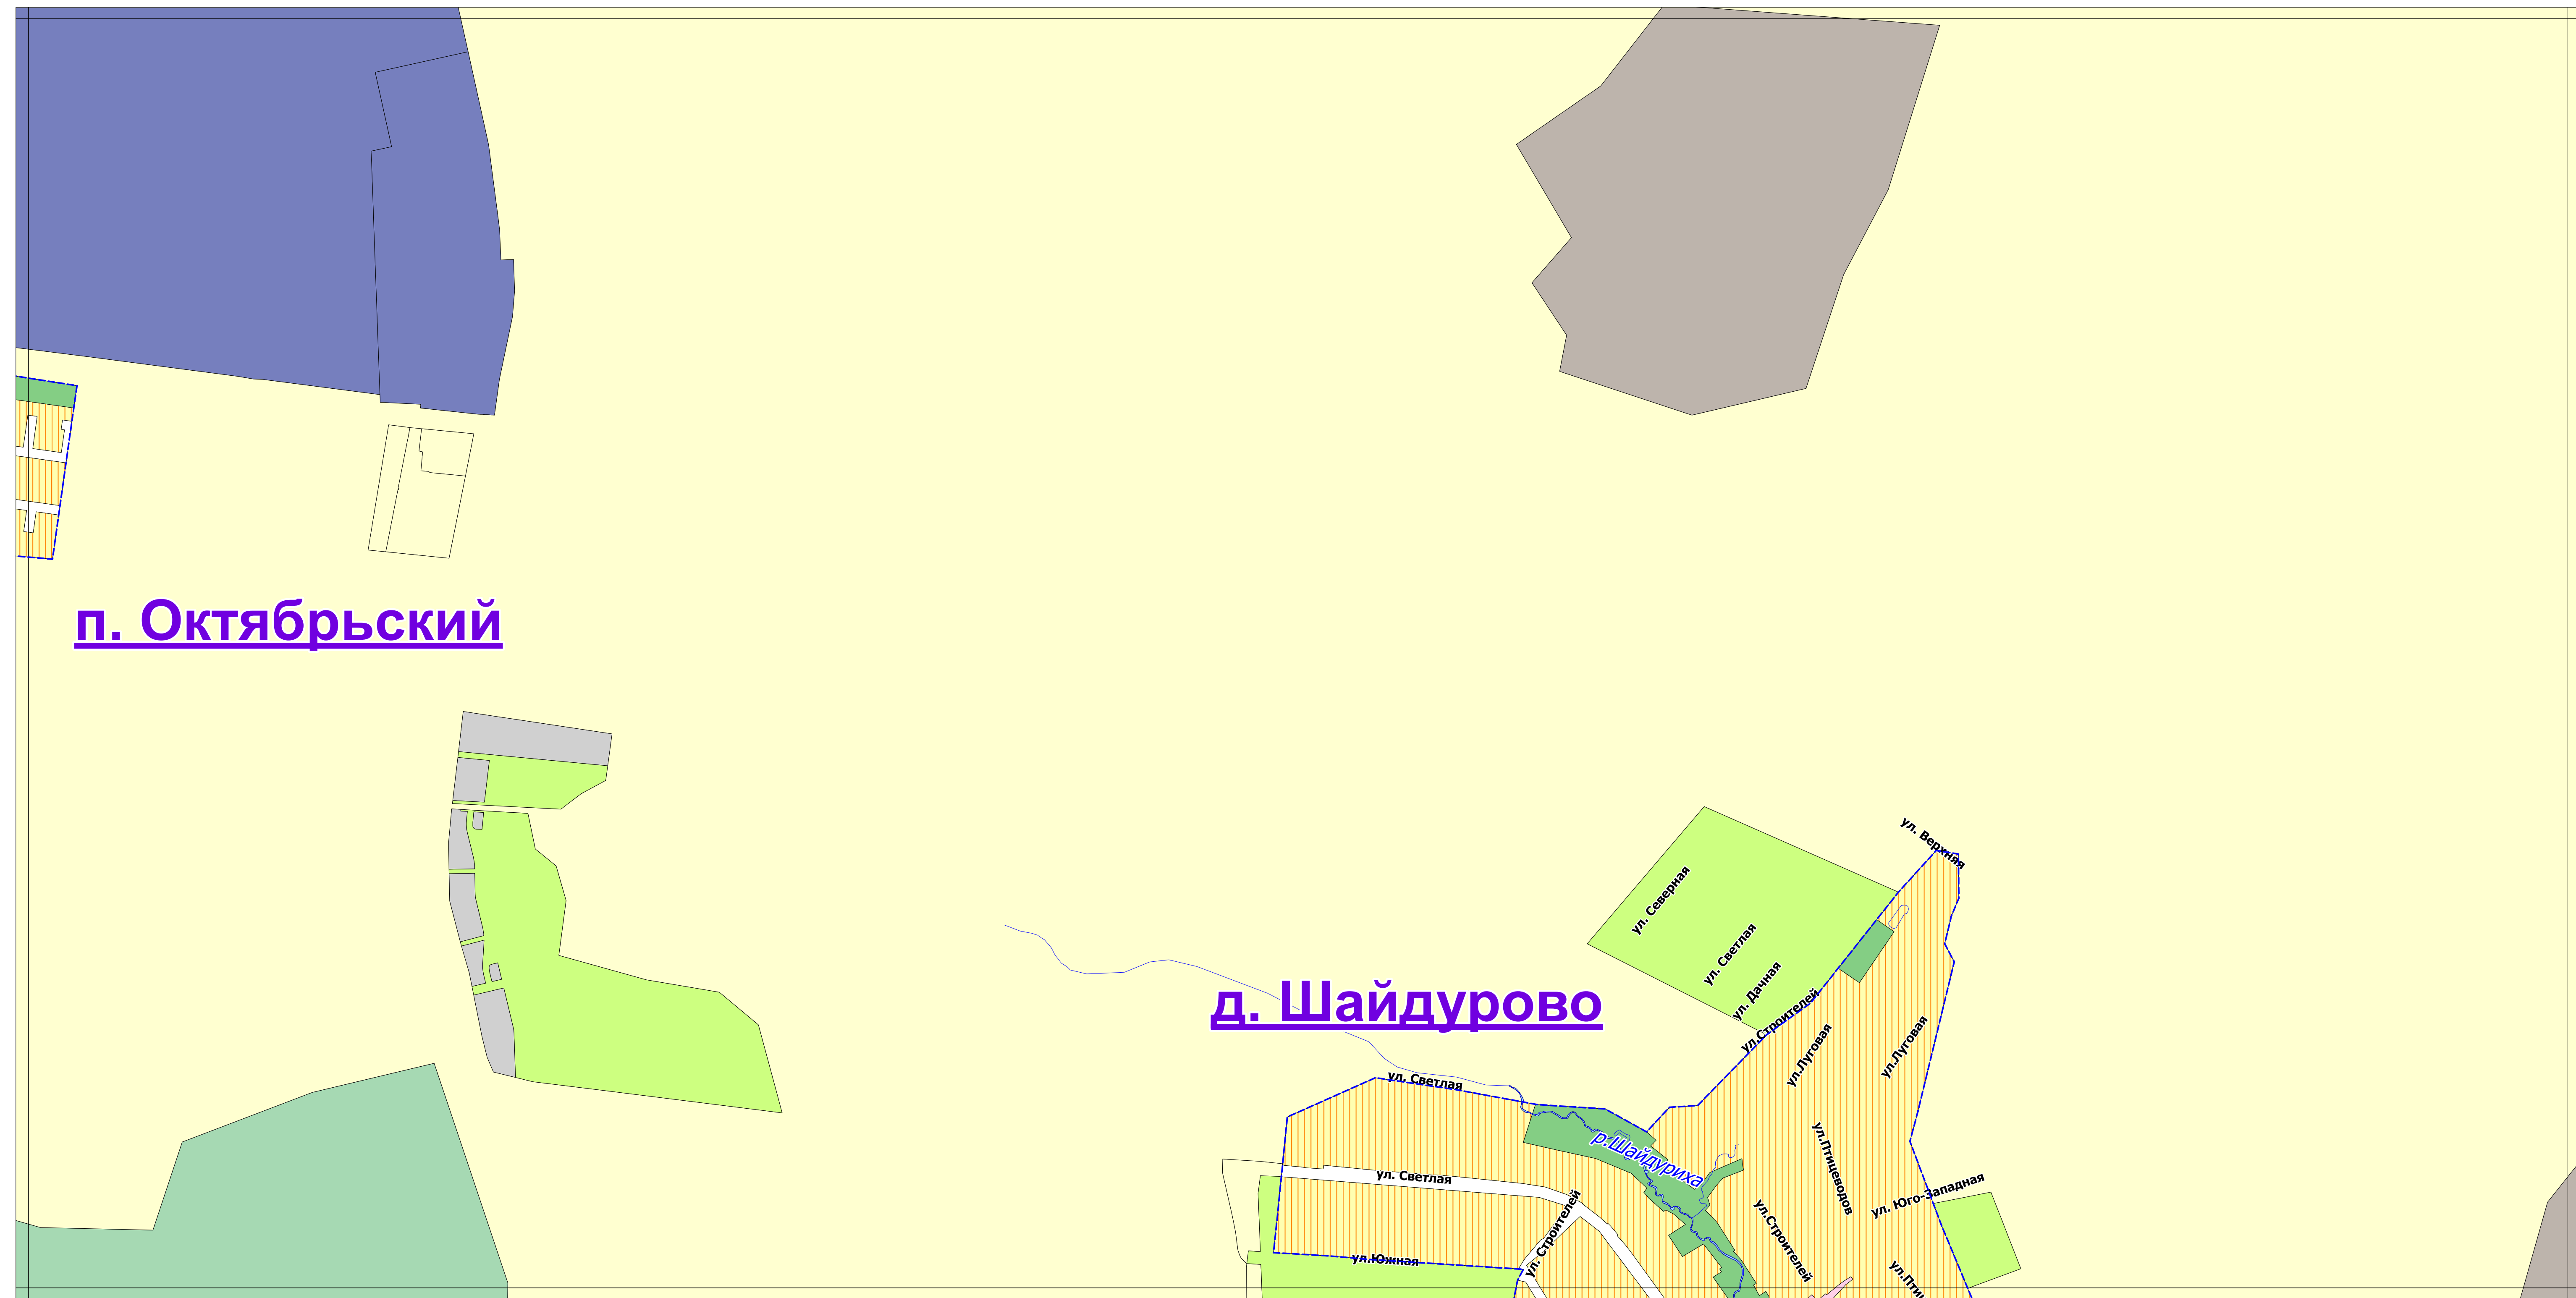 п. Октябрьский
ул. Верхняя
ул. Северная
ул. Светлая
ул. Дачная
д. Шайдурово
ул.Строителей
ул.Луговая
ул.Луговая
ул. Светлая
р.Шайдуриха
ул.Птицеводов
ул. Светлая
ул. Юго-Западная
ул. Строителей
ул.Строителей
ул.Южная